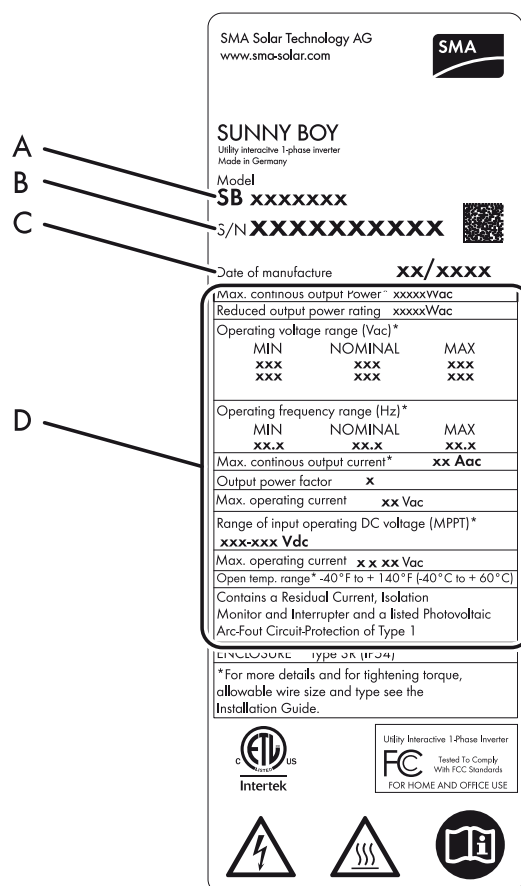 SMA Solar Technology AG
www.sma-solar.com
SMA
SUNNY BOY
Utility interacitve 1-phase inverter
Made in Germany
A
Model
SB xxxxxxx
B
S/N xxxxxxxxxx
C
Date of manufacture xx/xxxx
Max. continous output Power* xxxxxWac
Reduced output power rating xxxxxWac
Operating voltage range (Vac)*
MIN NOMINAL MAX
xxx xxx xxx
xxx xxx xxx
D
Operating frequency range (Hz)*
MIN NOMINAL MAX
xx.x xx.x xx.x
Max. continous output current* xx Aac
Output power factor x
Max. operating current xx Vac
Range of input operating DC voltage (MPPT)*
xxx-xxx Vdc
Max. operating current x x xx Vac
Open temp. range* -40°F to + 140°F (-40°C to + 60°C)
Contains a Residual Current, Isolation
Monitor and Interrupter and a listed Photovoltaic
Arc-Fout Circuit-Protection of Type 1
ENCLOSURE Type 3R (IP54)
*For more details and for tightening torque,
allowable wire size and type see the
Installation Guide.
C ETL US
LISTED
Intertek
Utility Interactive 1-Phase Inverter
FC Tested To Comply
With FCC Standards
FOR HOME AND OFFICE USE
i